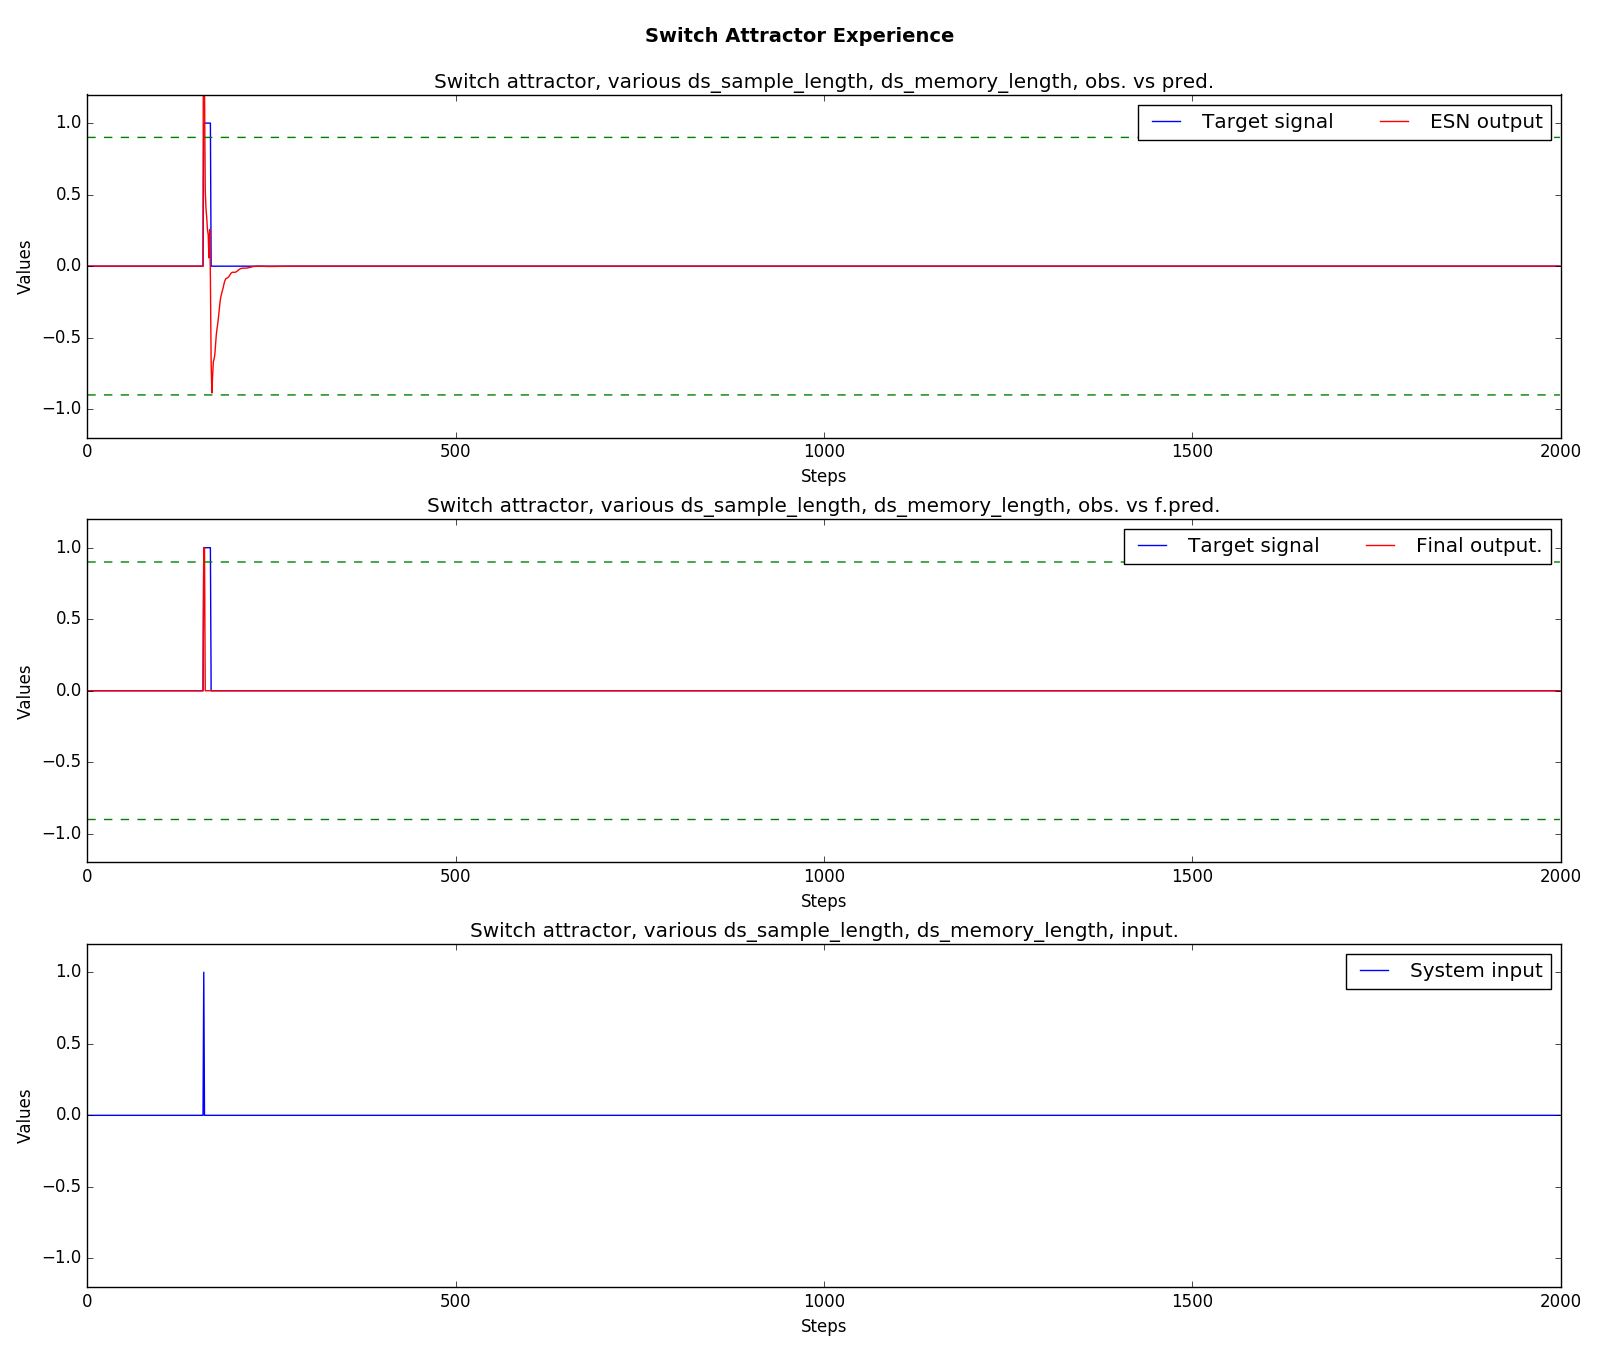 Switch Attractor Experience
Switch attractor, various ds_sample_length, ds_memory_length, obs. vs pred.
Target signal ESN output
1.0
0.5
0.0
−0.5
−1.0
Values
0 500 1000 1500 2000
Steps
Switch attractor, various ds_sample_length, ds_memory_length, obs. vs f.pred.
Target signal Final output.
1.0
0.5
0.0
−0.5
−1.0
Values
0 500 1000 1500 2000
Steps
Switch attractor, various ds_sample_length, ds_memory_length, input.
System input
1.0
0.5
0.0
−0.5
−1.0
Values
0 500 1000 1500 2000
Steps